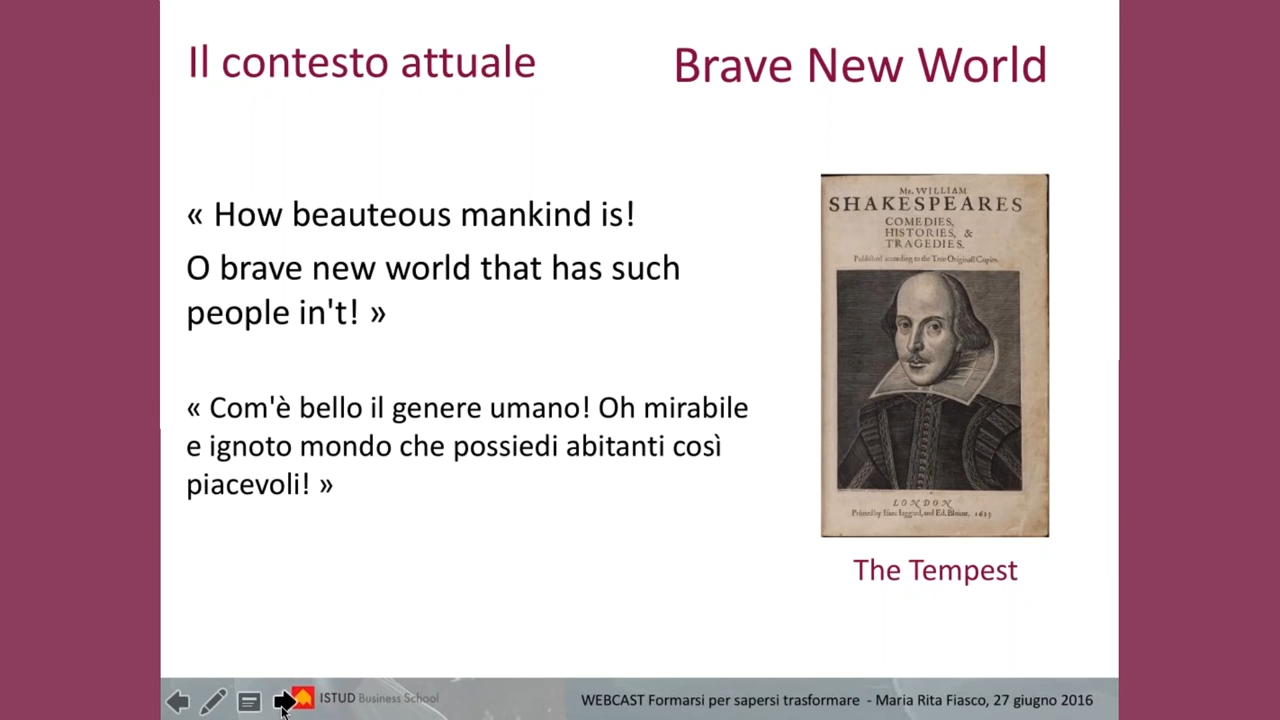 Il contesto attuale
Brave New World
« How beauteous mankind is!
O brave new world that has such
people in't! »
« Com'è bello il genere umano! Oh mirabile
e ignoto mondo che possiedi abitanti così
piacevoli! »
Mr. WILLIAM
SHAKESPEARES
COMEDIES,
HISTORIES, &
TRAGEDIES.
Published according to the True Originall Copies.
LONDON
Printed by Isaac Iaggard, and Ed. Blount. 1623
The Tempest
ISTUD Business School
WEBCAST Formarsi per sapersi trasformare - Maria Rita Fiasco, 27 giugno 2016